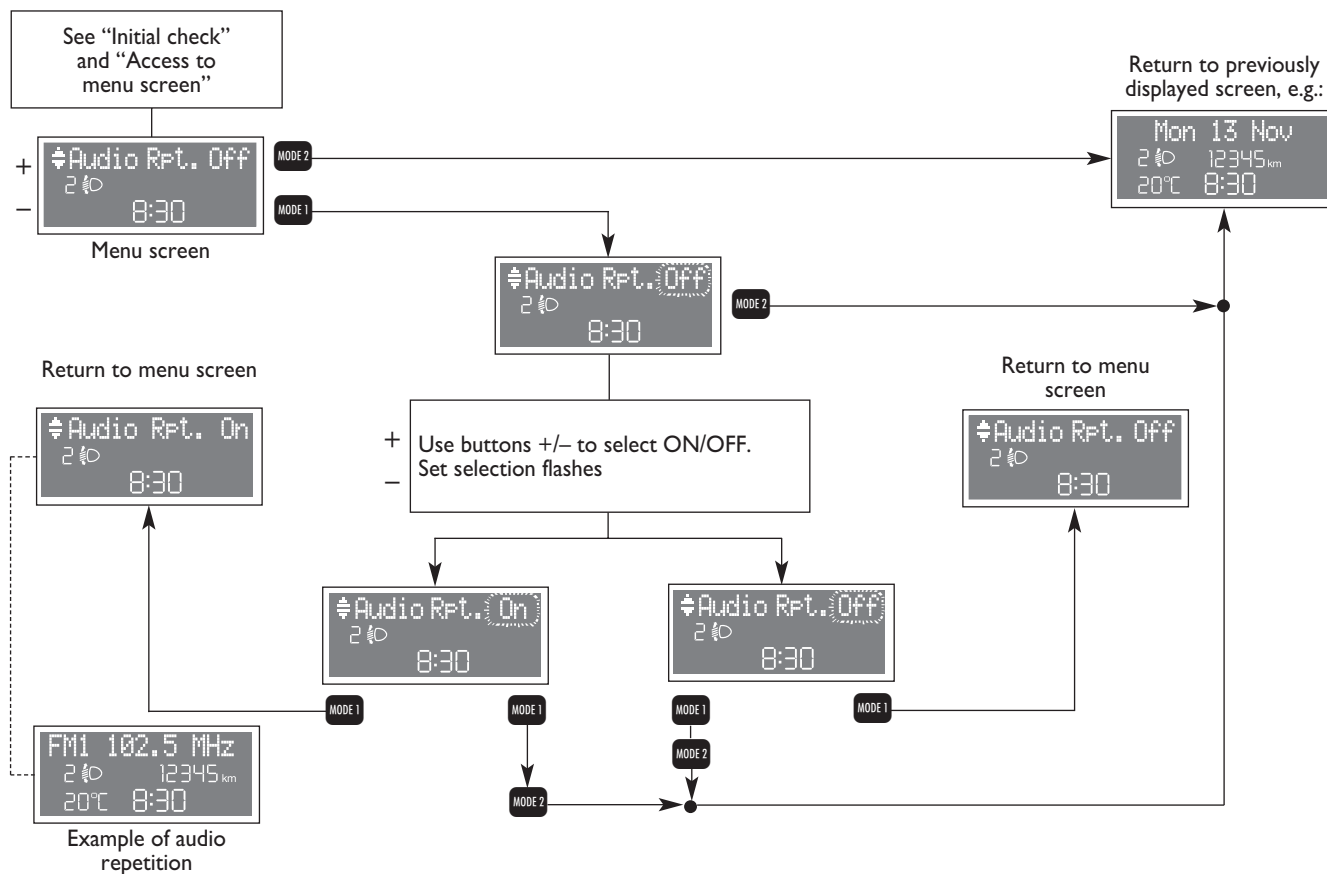 See “Initial check”
and “Access to
menu screen”
Return to previously
displayed screen, e.g.:
+
Audio Rpt. Off
2
8:30
–
MODE 2
MODE 1
Menu screen
Mon 13 Nov
2 12345 km
20°C 8:30
Audio Rpt. Off
2
8:30
MODE 2
Return to menu screen
Audio Rpt. On
2
8:30
+
–
Use buttons +/– to select ON/OFF.
Set selection flashes
Return to menu
screen
Audio Rpt. Off
2
8:30
Audio Rpt. On
2
8:30
Audio Rpt. Off
2
8:30
MODE 1
MODE 1
MODE 2
MODE 1
MODE 2
MODE 1
FM1 102.5 MHz
2 12345 km
20°C 8:30
Example of audio
repetition